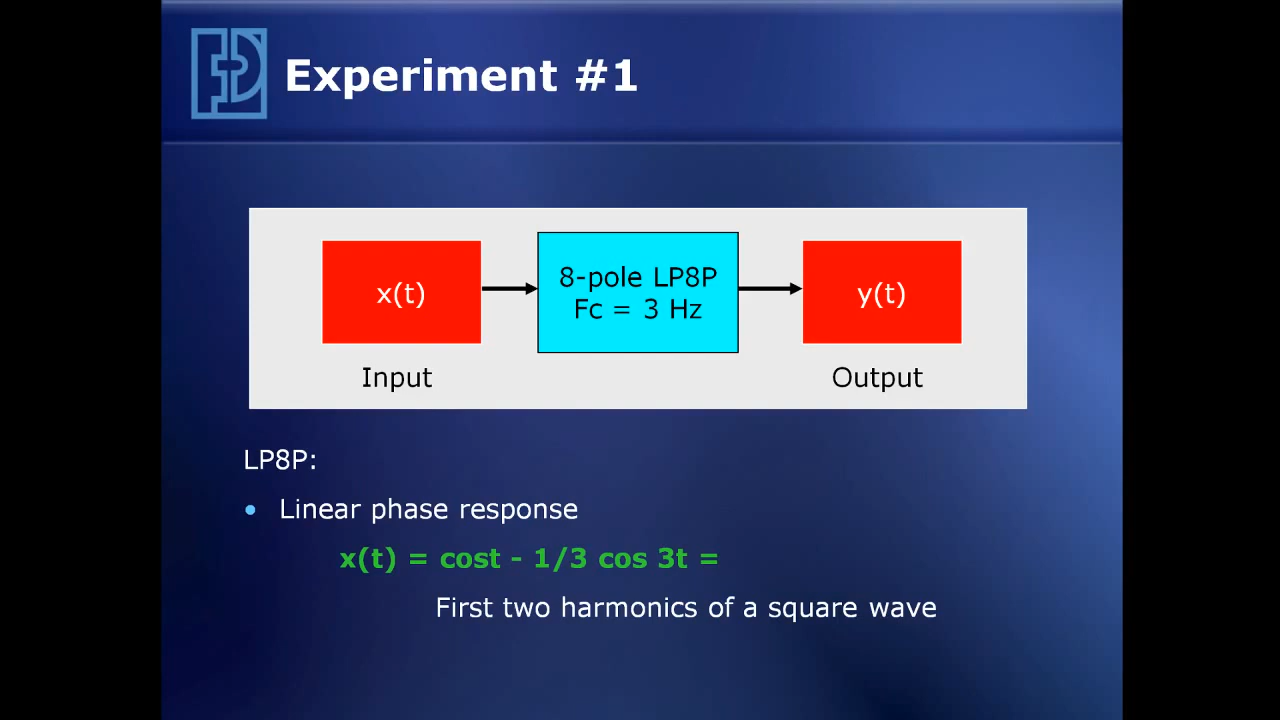 Experiment #1
x(t)
8-pole LP8P
Fc = 3 Hz
y(t)
Input
Output
LP8P:
• Linear phase response
x(t) = cost - 1/3 cos 3t =
First two harmonics of a square wave